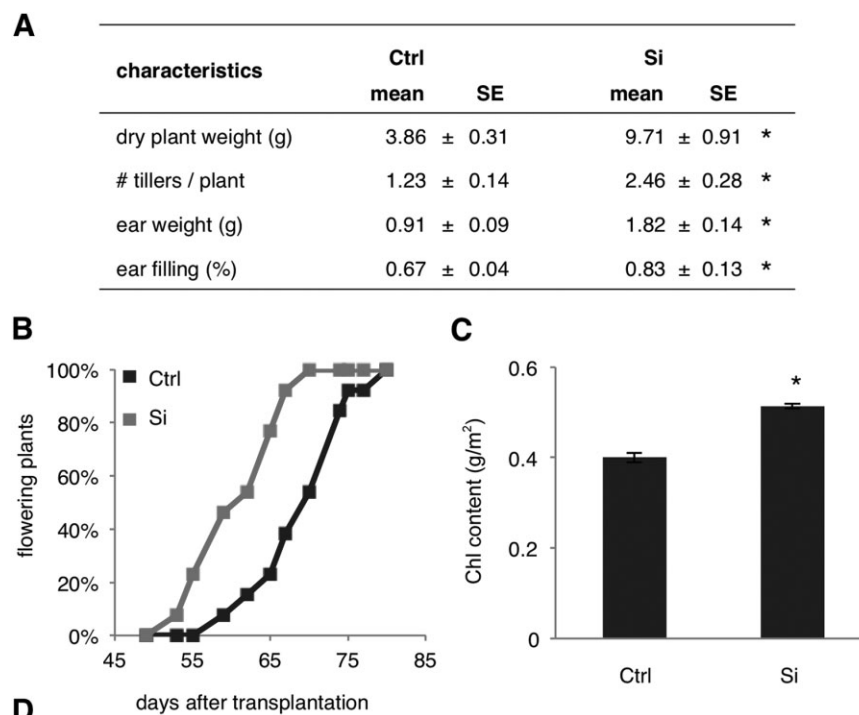 A
characteristics Ctrl Si
mean SE mean SE
dry plant weight (g) 3.86 ± 0.31 9.71 ± 0.91 *
# tillers / plant 1.23 ± 0.14 2.46 ± 0.28 *
ear weight (g) 0.91 ± 0.09 1.82 ± 0.14 *
ear filling (%) 0.67 ± 0.04 0.83 ± 0.13 *
B
100%
80%
60%
40%
20%
0%
flowering plants
Ctrl
Si
45 55 65 75 85
days after transplantation
C
0.6
0.4
0.2
0
Chl content (g/m²)
*
Ctrl Si
D